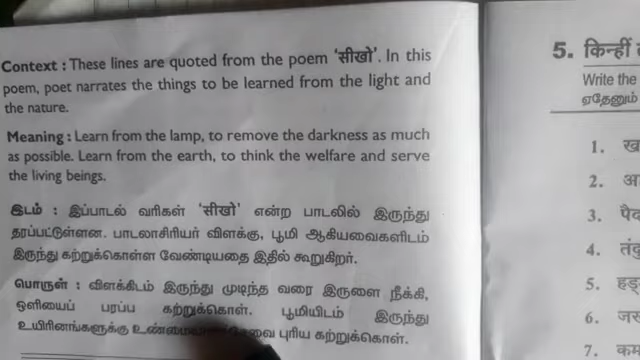 Context : These lines are quoted from the poem 'सीखो'. In this
poem, poet narrates the things to be learned from the light and
the nature.
Meaning : Learn from the lamp, to remove the darkness as much
as possible. Learn from the earth, to think the welfare and serve
the living beings.
இடம் : இப்பாடல் வரிகள் 'सीखो' என்ற பாடலில் இருந்து
தரப்பட்டுள்ளன. பாடலாசிரியர் விளக்கு, பூமி ஆகியவைகளிடம்
இருந்து கற்றுக்கொள்ள வேண்டியதை இதில் கூறுகிறார்.
பொருள் : விளக்கிடம் இருந்து முடிந்த வரை இருளை நீக்கி,
ஒளியைப் பரப்ப கற்றுக்கொள். பூமியிடம் இருந்து
உயிரினங்களுக்கு புரிய கற்றுக்கொள்.
5. किन्हीं
Write the
ஏதேனும்
1.
2.
3.
4.
5.
6.
7.